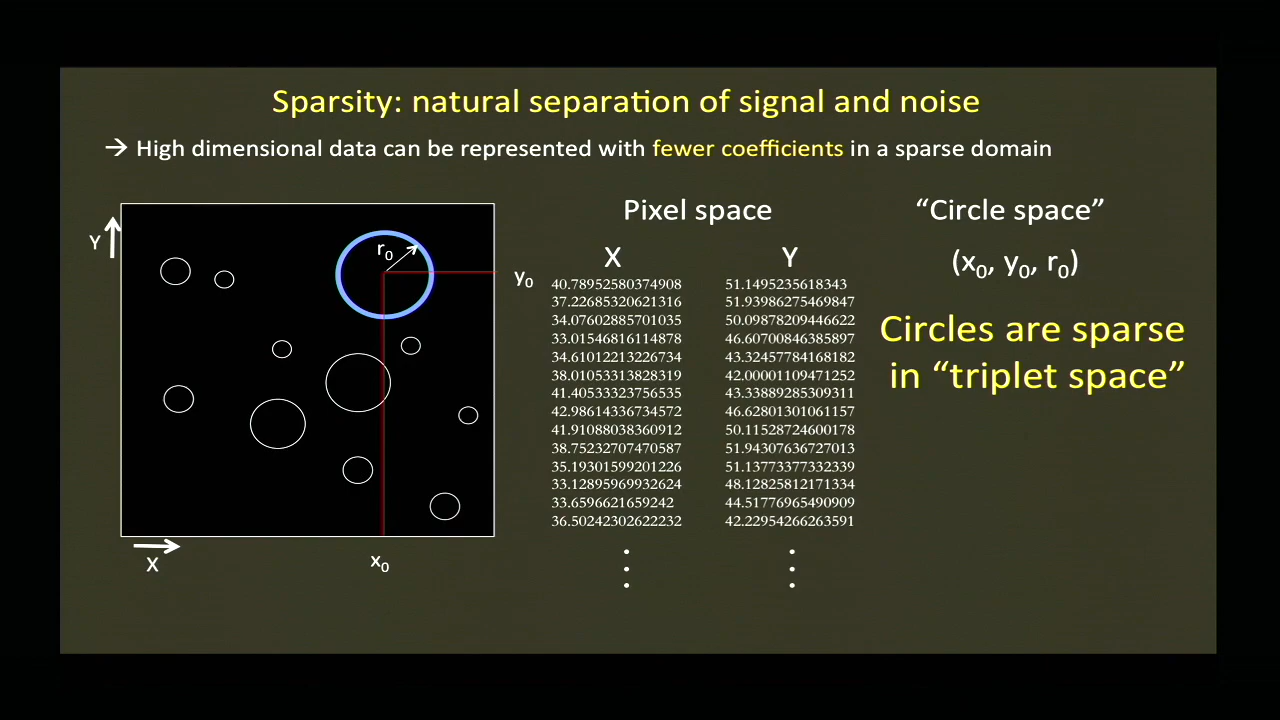 Sparsity: natural separation of signal and noise
→ High dimensional data can be represented with fewer coefficients in a sparse domain
Y
r₀
y₀
X
x₀
Pixel space
X Y
40.78952580374908 51.1495235618343
37.22685320621316 51.93986275469847
34.07602885701035 50.09878209446622
33.01546816114878 46.60700846385897
34.61012213226734 43.32457784168182
38.01053313828319 42.00001109471252
41.40533323756535 43.33889285309311
42.98614336734572 46.62801301061157
41.91088038360912 50.11528724600178
38.75232707470587 51.94307636727013
35.19301599201226 51.13773377332339
33.12895969932624 48.12825812171334
33.6596621659242 44.51776965490909
36.50242302622232 42.22954266263591
“Circle space”
(x₀, y₀, r₀)
Circles are sparse
in “triplet space”